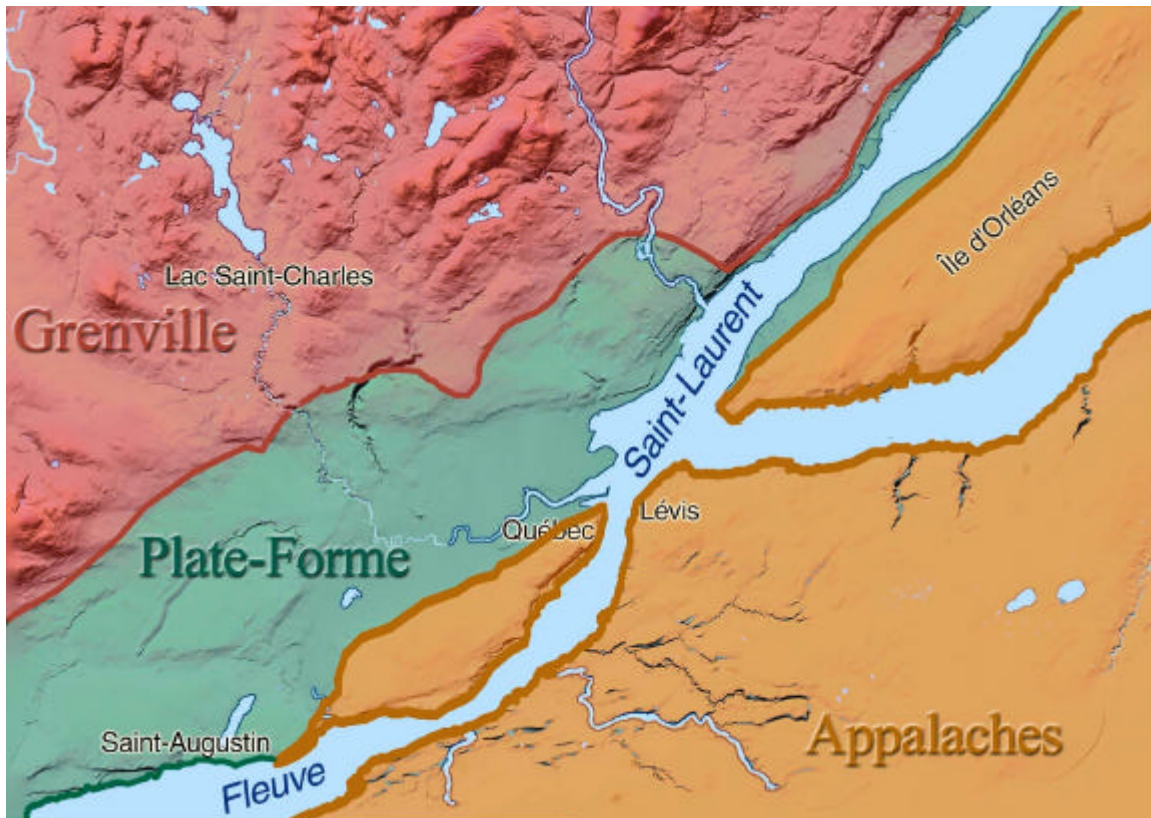 Île d'Orléans
Lac Saint-Charles
Grenville
Saint-Laurent
Québec
Lévis
Plate-Forme
Saint-Augustin
Appalaches
Fleuve